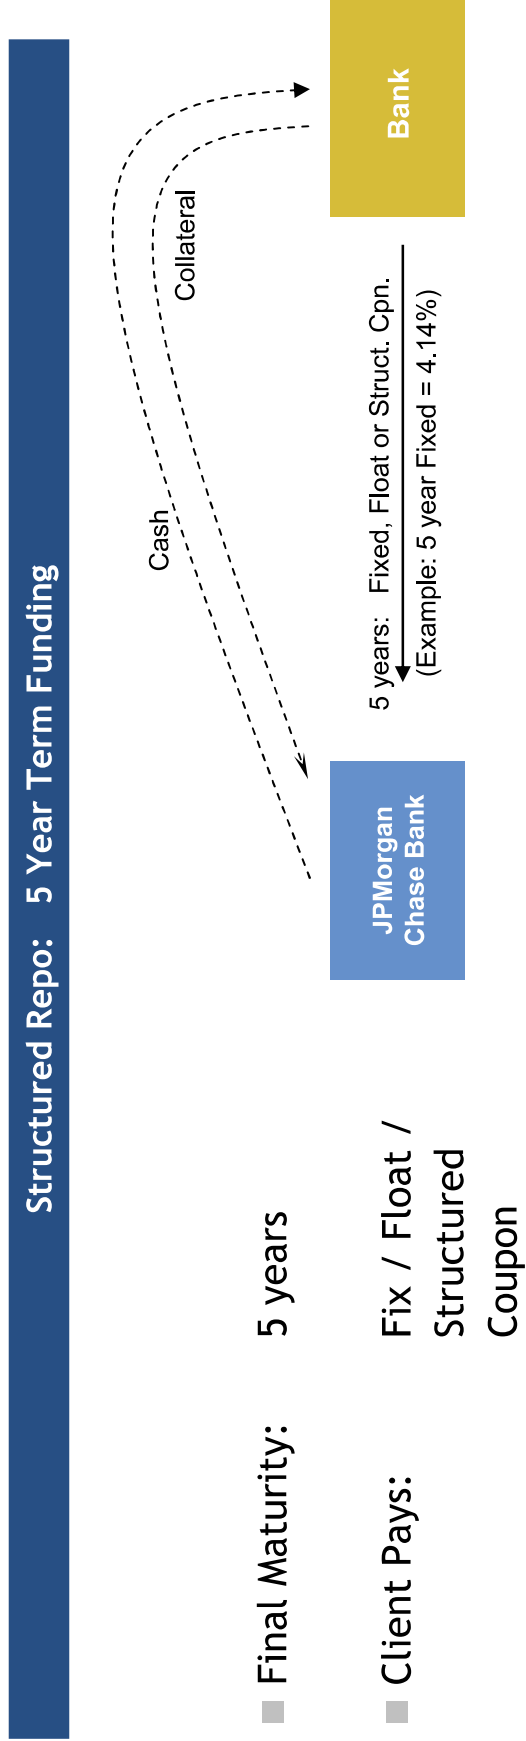 Structured Repo: 5 Year Term Funding
Final Maturity: 5 years
Client Pays: Fix / Float /
Structured
Coupon
Cash
Collateral
JPMorgan
Chase Bank
5 years: Fixed, Float or Struct. Cpn.
(Example: 5 year Fixed = 4.14%)
Bank